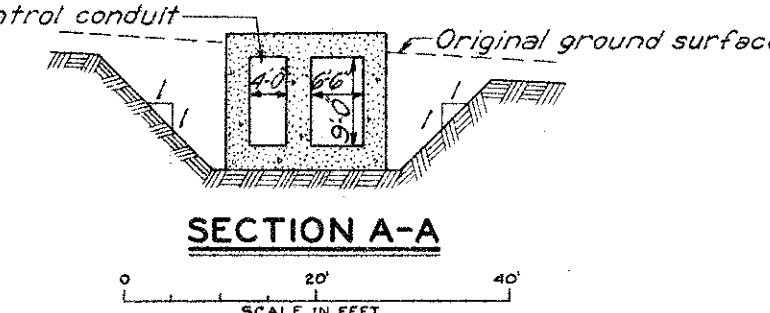 ntrol conduit
Original ground surface
4'-0"
6'-6"
9'-0"
1
1
1
1
SECTION A-A
0 20' 40'
SCALE IN FEET